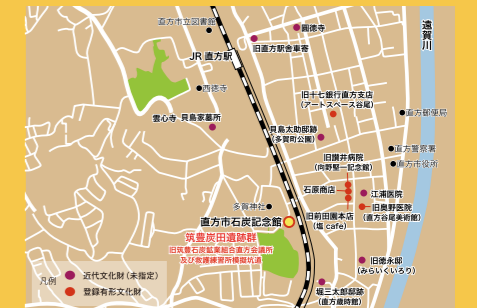 直方市立図書館
圓徳寺
旧直方駅舎車寄
JR 直方駅
遠賀川
西徳寺
旧十七銀行直方支店
（アートスペース谷尾）
直方郵便局
雲心寺 貝島家墓所
貝島太助邸跡
（多賀町公園）
直方警察署
旧讃井病院
（向野堅一記念館）
直方市役所
石原商店
江浦医院
多賀神社
直方市石炭記念館
旧前田園本店
（塩 cafe）
旧奥野医院
（直方谷尾美術館）
筑豊炭田遺跡群
旧筑豊石炭鉱業組合直方会議所
及び救護練習所模擬坑道
旧徳永邸
（みらいくいろり）
凡例
近代文化財（未指定）
登録有形文化財
堀三太郎邸跡
（直方歳時館）